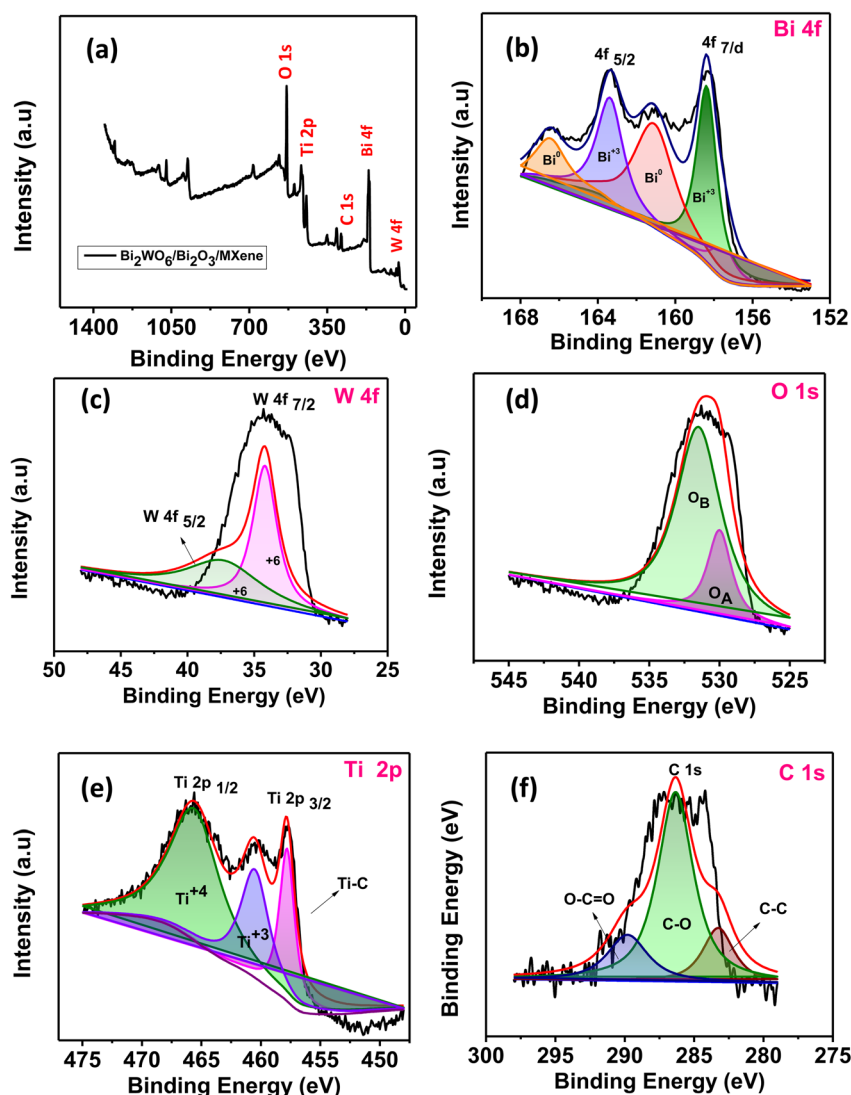 (a)
O 1s
Ti 2p
C 1s
Bi 4f
W 4f
Bi₂WO₆/Bi₂O₃/MXene
Intensity (a.u)
1400 1050 700 350 0
Binding Energy (eV)
(b)
Bi 4f
4f 5/2
4f 7/d
Bi⁰
Bi⁺³
Bi⁰
Bi⁺³
Intensity (a.u)
168 164 160 156 152
Binding Energy (eV)
(c)
W 4f
W 4f 7/2
W 4f 5/2
+6
+6
Intensity (a.u)
50 45 40 35 30 25
Binding Energy (eV)
(d)
O 1s
O_B
O_A
Intensity (a.u)
545 540 535 530 525
Binding Energy (eV)
(e)
Ti 2p
Ti 2p 1/2
Ti 2p 3/2
Ti-C
Ti⁺⁴
Ti⁺³
Intensity (a.u)
475 470 465 460 455 450
Binding Energy (eV)
(f)
C 1s
C 1s
O-C=O
C-O
C-C
Binding Energy (eV)
300 295 290 285 280 275
Binding Energy (eV)